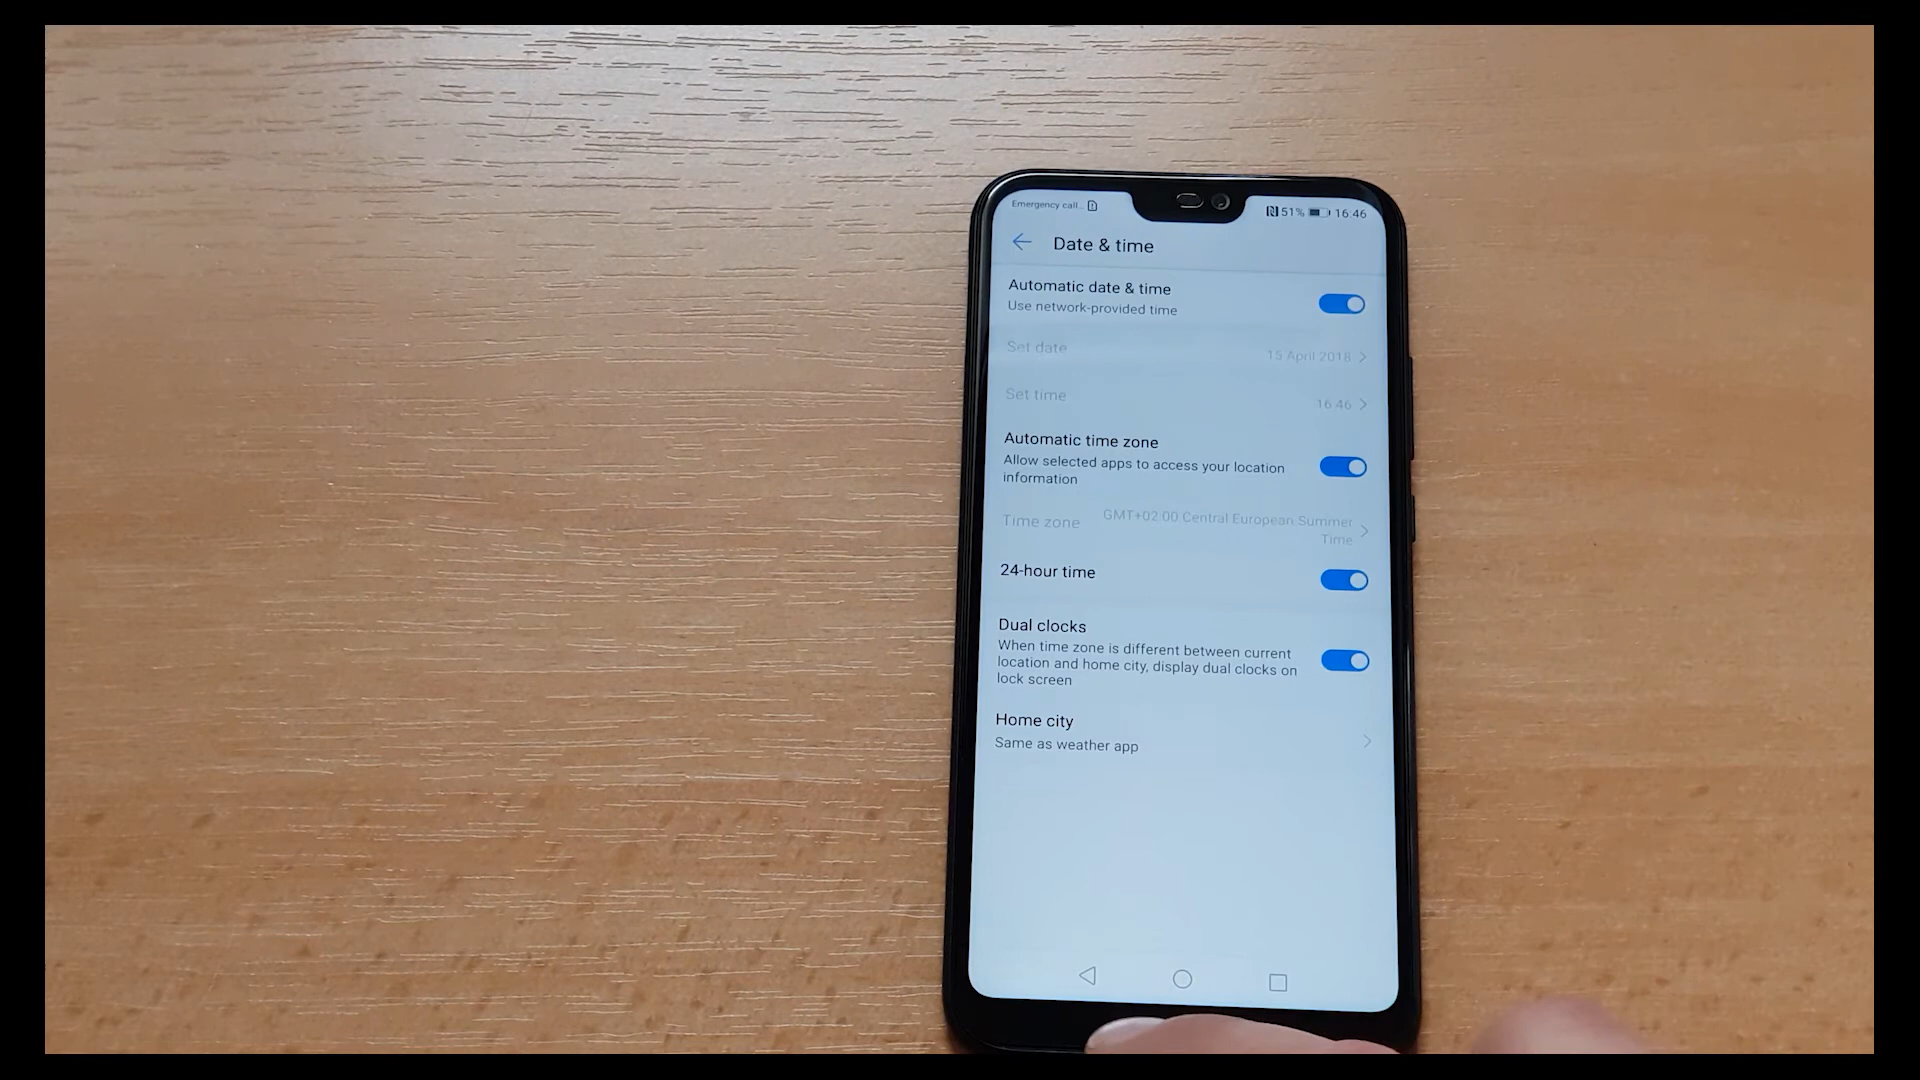 Emergency call...
51% 16:46
Date & time
Automatic date & time
Use network-provided time
Set date
15 April 2018
Set time
16 46
Automatic time zone
Allow selected apps to access your location
information
Time zone
GMT+02:00 Central European Summer
Time
24-hour time
Dual clocks
When time zone is different between current
location and home city, display dual clocks on
lock screen
Home city
Same as weather app